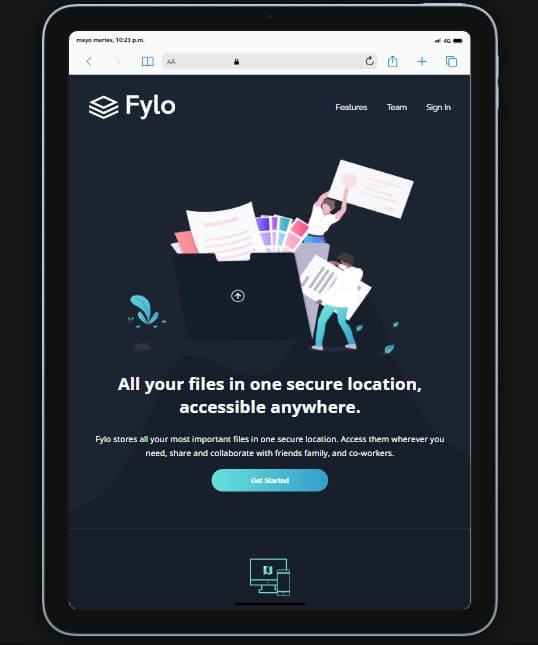 mayo martes, 10:23 p.m.
4G
AA
Fylo
Features
Team
Sign In
All your files in one secure location,
accessible anywhere.
Fylo stores all your most important files in one secure location. Access them wherever you
need, share and collaborate with friends family, and co-workers.
Get Started